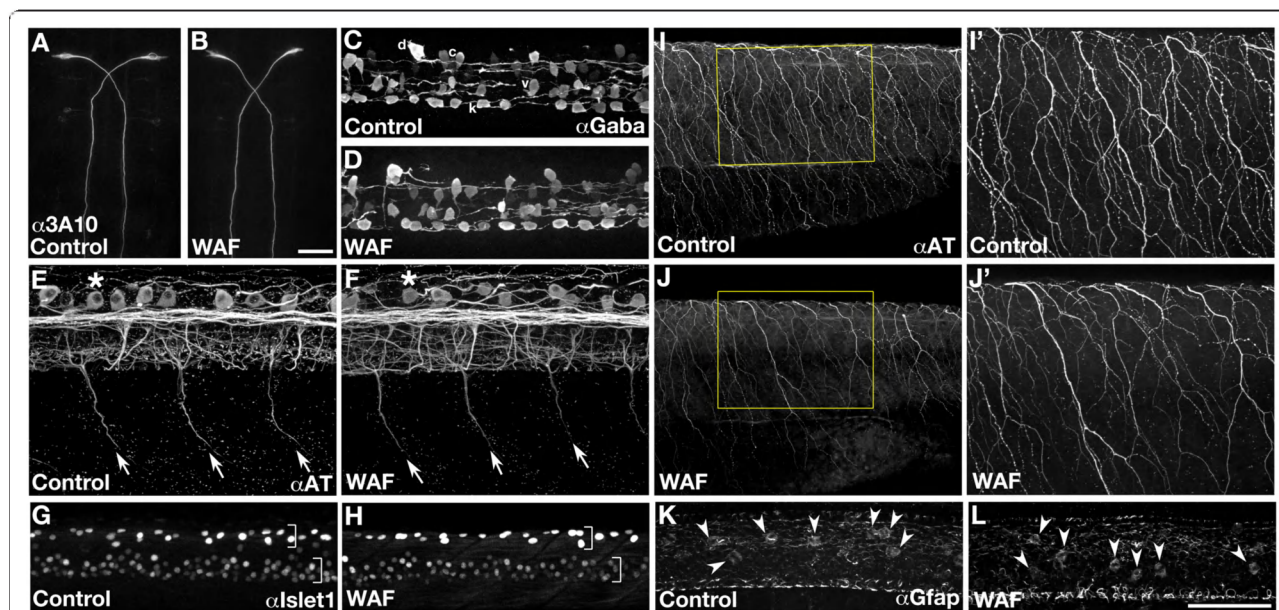 A
B
C
d
c
v
k
Control
αGaba
I
Control
αAT
I'
Control
α3A10
Control
WAF
D
WAF
E
*
Control
αAT
F
*
WAF
J
WAF
J'
WAF
G
Control
αIslet1
H
WAF
K
Control
αGfap
L
WAF